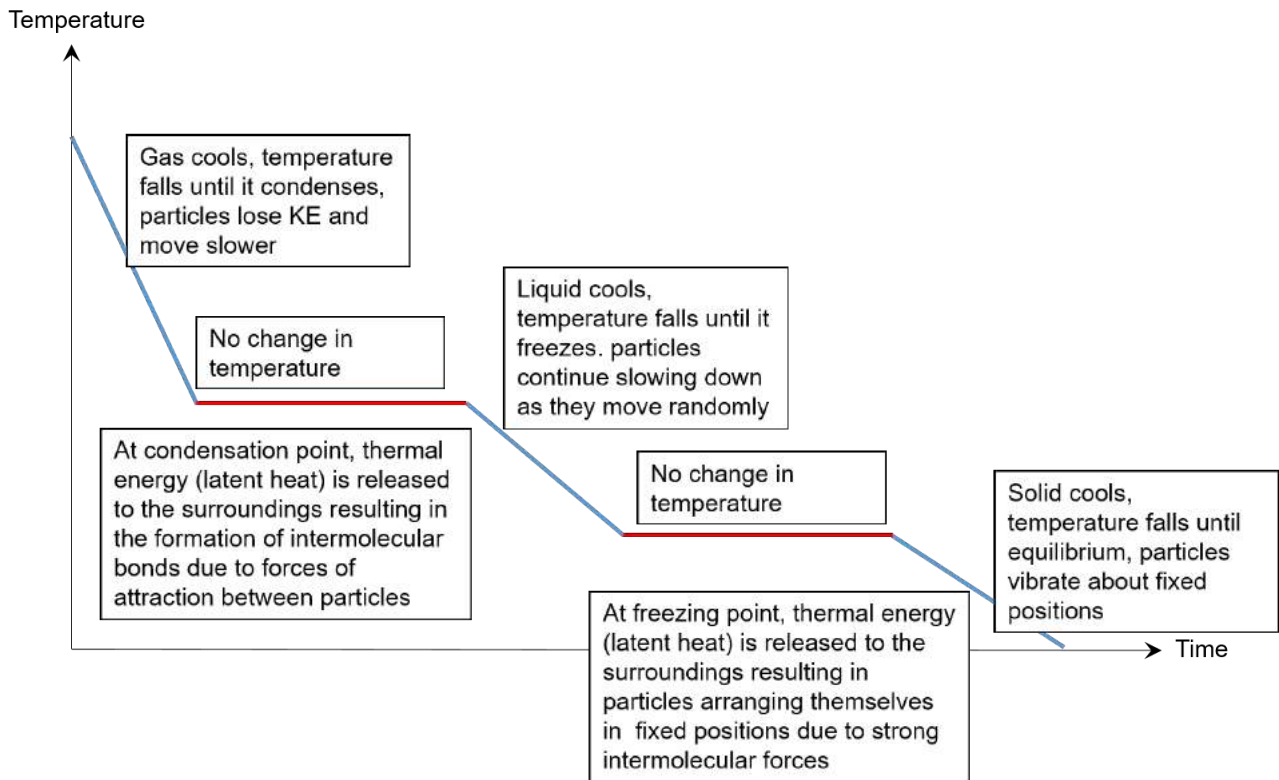 Temperature
Gas cools, temperature
falls until it condenses,
particles lose KE and
move slower
No change in
temperature
At condensation point, thermal
energy (latent heat) is released
to the surroundings resulting in
the formation of intermolecular
bonds due to forces of
attraction between particles
Liquid cools,
temperature falls until it
freezes. particles
continue slowing down
as they move randomly
No change in
temperature
At freezing point, thermal energy
(latent heat) is released to the
surroundings resulting in
particles arranging themselves
in  fixed positions due to strong
intermolecular forces
Solid cools,
temperature falls until
equilibrium, particles
vibrate about fixed
positions
Time